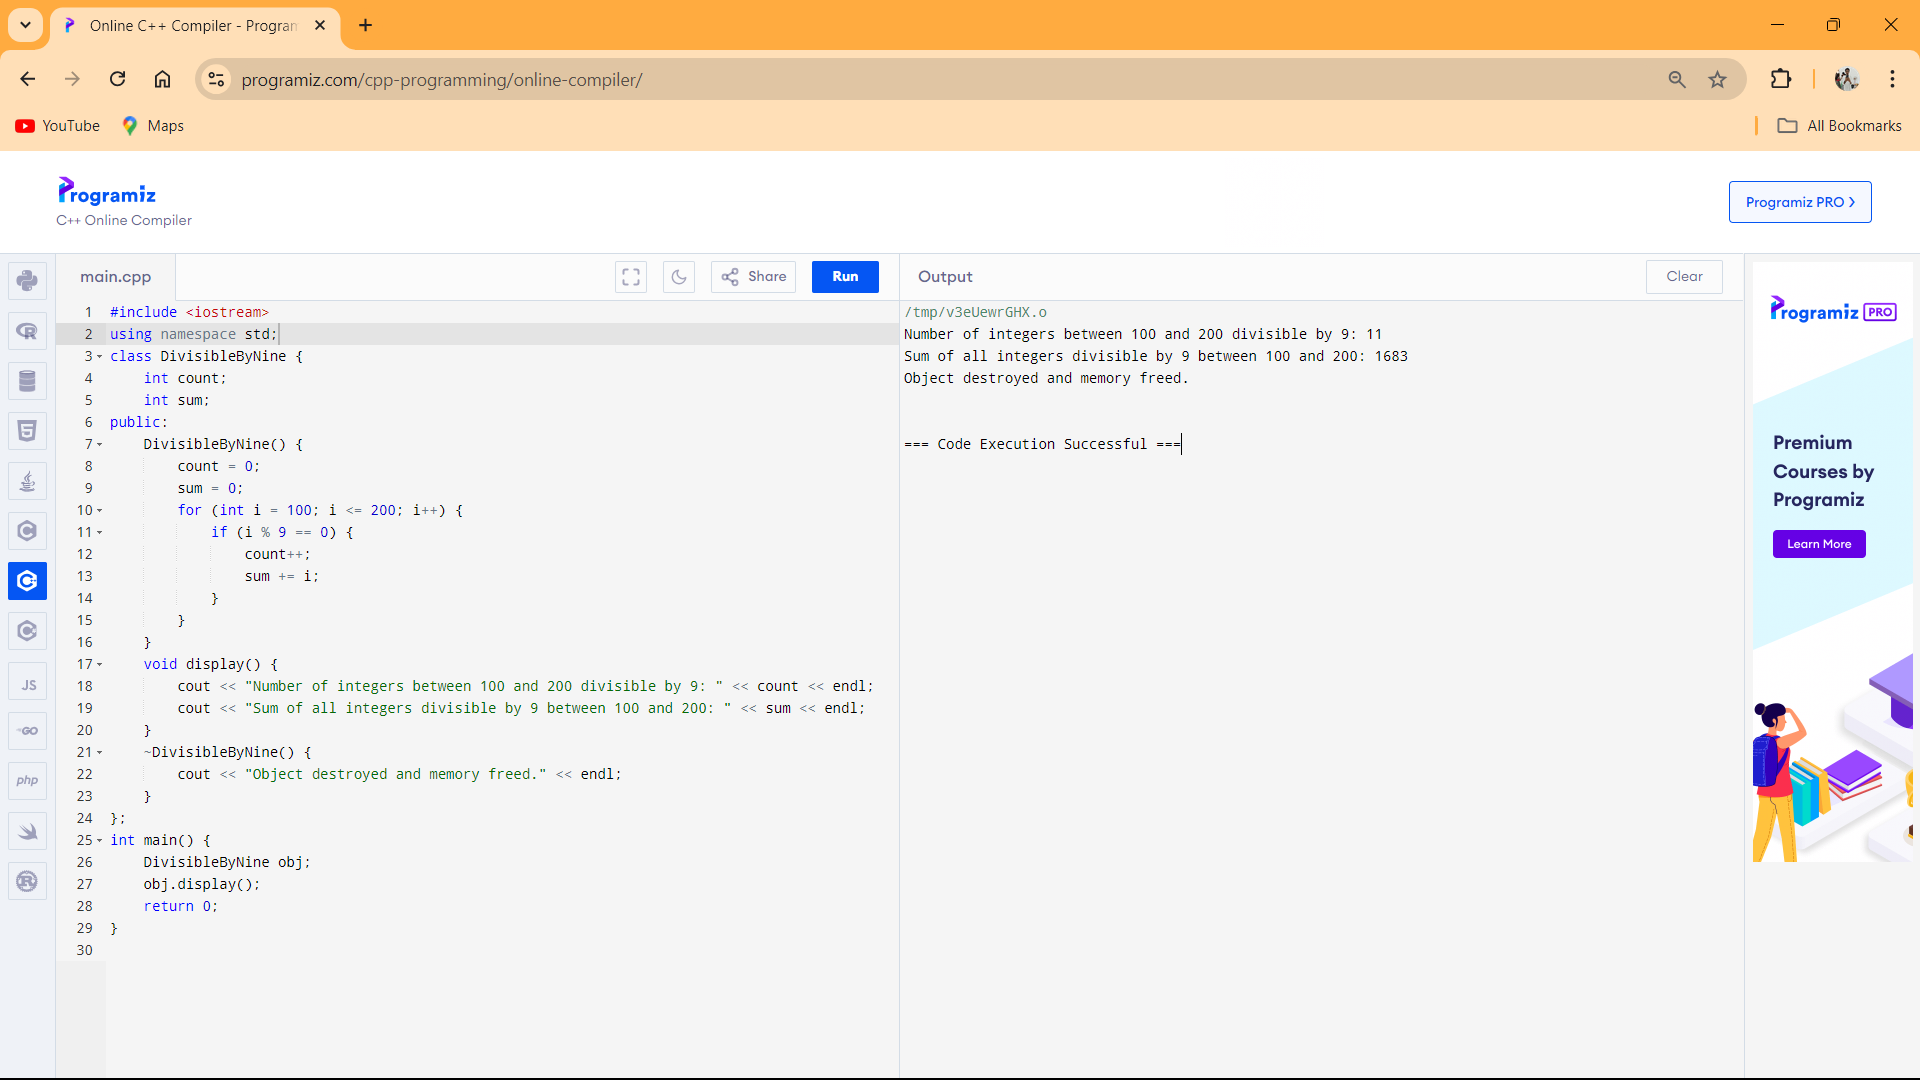 Online C++ Compiler - Program
programiz.com/cpp-programming/online-compiler/
YouTube
Maps
All Bookmarks
Programiz
C++ Online Compiler
Programiz PRO
main.cpp
Share
Run
Output
Clear
1 #include <iostream>
2 using namespace std;
3 class DivisibleByNine {
4     int count;
5     int sum;
6 public:
7     DivisibleByNine() {
8         count = 0;
9         sum = 0;
10         for (int i = 100; i <= 200; i++) {
11             if (i % 9 == 0) {
12                 count++;
13                 sum += i;
14             }
15         }
16     }
17     void display() {
18         cout << "Number of integers between 100 and 200 divisible by 9: " << count << endl;
19         cout << "Sum of all integers divisible by 9 between 100 and 200: " << sum << endl;
20     }
21     ~DivisibleByNine() {
22         cout << "Object destroyed and memory freed." << endl;
23     }
24 };
25 int main() {
26     DivisibleByNine obj;
27     obj.display();
28     return 0;
29 }
30
/tmp/v3eUewrGHX.o
Number of integers between 100 and 200 divisible by 9: 11
Sum of all integers divisible by 9 between 100 and 200: 1683
Object destroyed and memory freed.
=== Code Execution Successful ===
JS
GO
php
Programiz PRO
Premium
Courses by
Programiz
Learn More